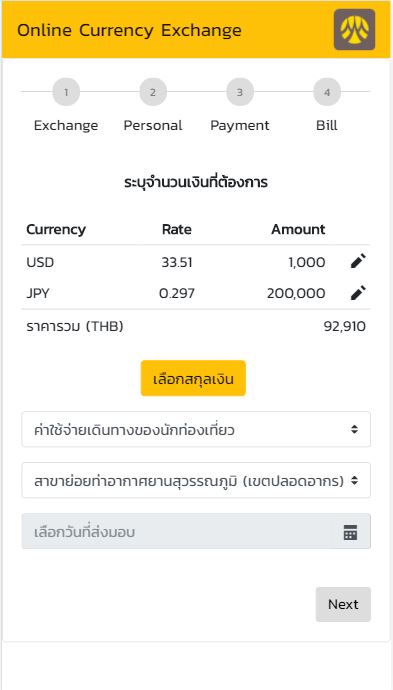 Online Currency Exchange
1 2 3 4
Exchange Personal Payment Bill
ระบุจำนวนเงินที่ต้องการ
Currency Rate Amount
USD 33.51 1,000
JPY 0.297 200,000
ราคารวม (THB) 92,910
เลือกสกุลเงิน
ค่าใช้จ่ายเดินทางของนักท่องเที่ยว
สาขาย่อยท่าอากาศยานสุวรรณภูมิ (เขตปลอดอากร)
เลือกวันที่ส่งมอบ
Next